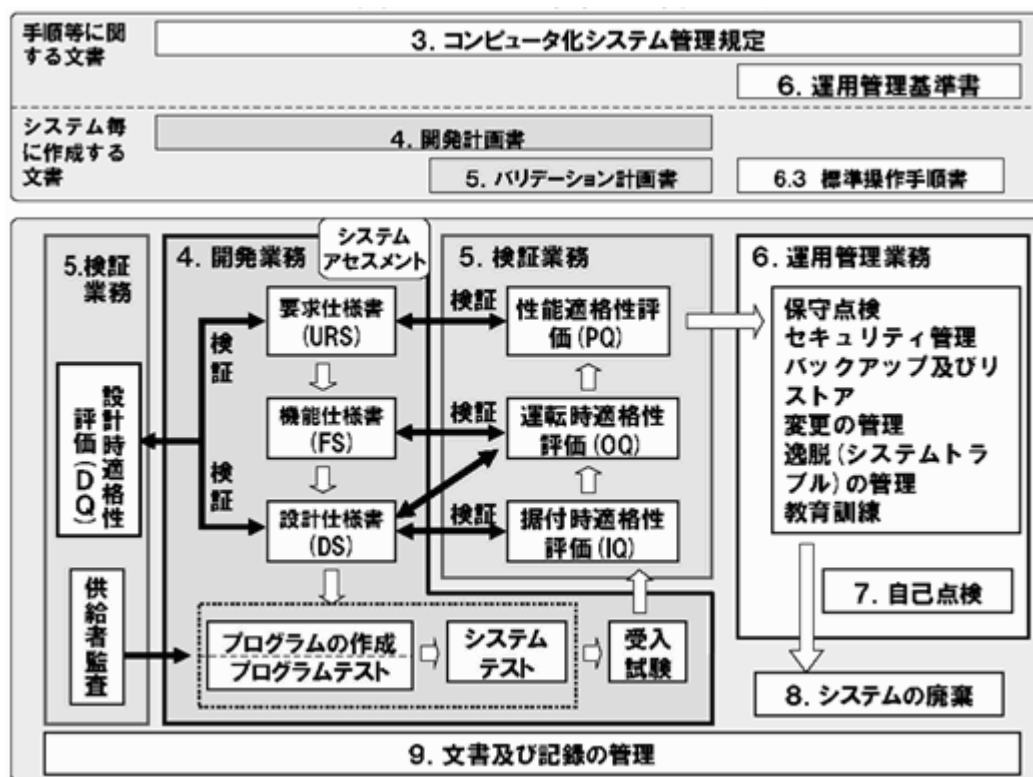 手順等に関
する文書
3. コンピュータ化システム管理規定
6. 運用管理基準書
システム毎
に作成する
文書
4. 開発計画書
5. バリデーション計画書
6.3 標準操作手順書
5.検証
業務
設計時適格性
評価(DQ)
供給者監査
4. 開発業務
システム
アセスメント
検証
検証
要求仕様書
(URS)
機能仕様書
(FS)
設計仕様書
(DS)
プログラムの作成
プログラムテスト
システム
テスト
受入
試験
5. 検証業務
検証
性能適格性評
価(PQ)
検証
運転時適格性
評価(OQ)
検証
据付時適格性
評価(IQ)
6. 運用管理業務
保守点検
セキュリティ管理
バックアップ及びリ
ストア
変更の管理
逸脱(システムトラ
ブル)の管理
教育訓練
7. 自己点検
8. システムの廃棄
9. 文書及び記録の管理